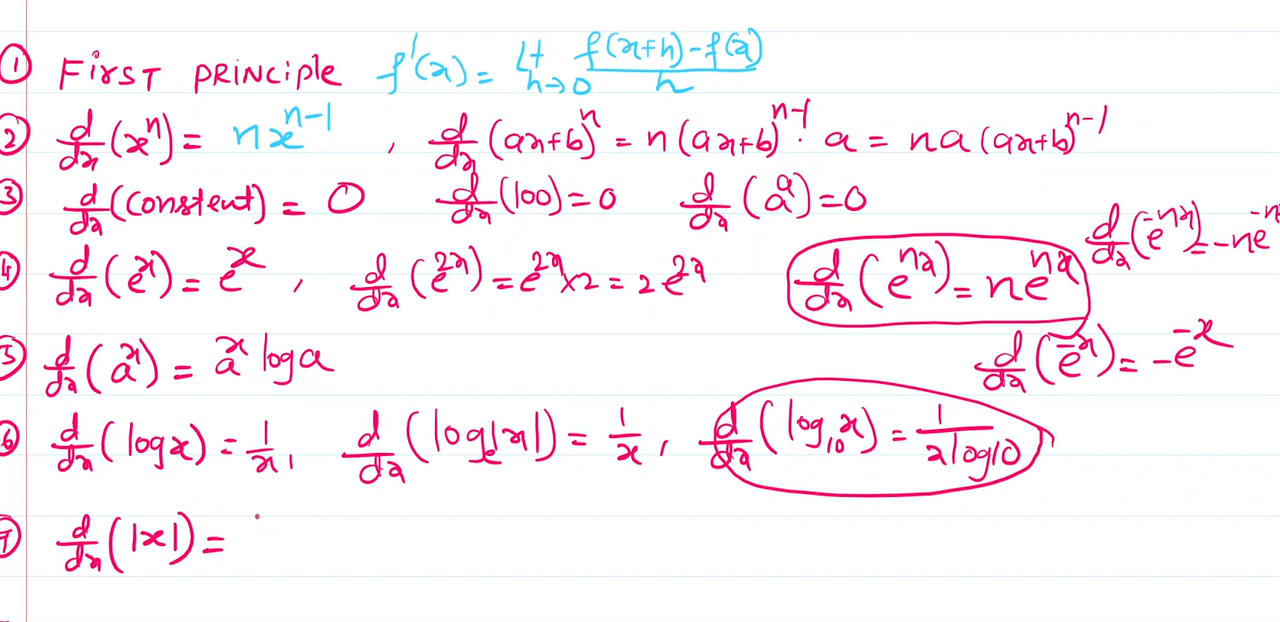 ① First PRINCIPLE f'(x) = Lt h→0 f(x+h)-f(x)/h
② d/dx (xⁿ) = nxⁿ⁻¹ , d/dx (ax+b)ⁿ = n(ax+b)ⁿ⁻¹ · a = na(ax+b)ⁿ⁻¹
③ d/dx (constent) = 0 d/dx (100) = 0 d/dx (aᵃ) = 0
d/dx (e⁻ⁿˣ) = -ne⁻ⁿ
④ d/dx (eˣ) = eˣ , d/dx (e²ˣ) = e²ˣ × 2 = 2e²ˣ d/dx (eⁿˣ) = neⁿˣ
⑤ d/dx (aˣ) = aˣ log a d/dx (e⁻ˣ) = -e⁻ˣ
⑥ d/dx (log x) = 1/x , d/dx (logₑ|x|) = 1/x , d/dx (log₁₀x) = 1/x log 10
⑦ d/dx (|x|) =